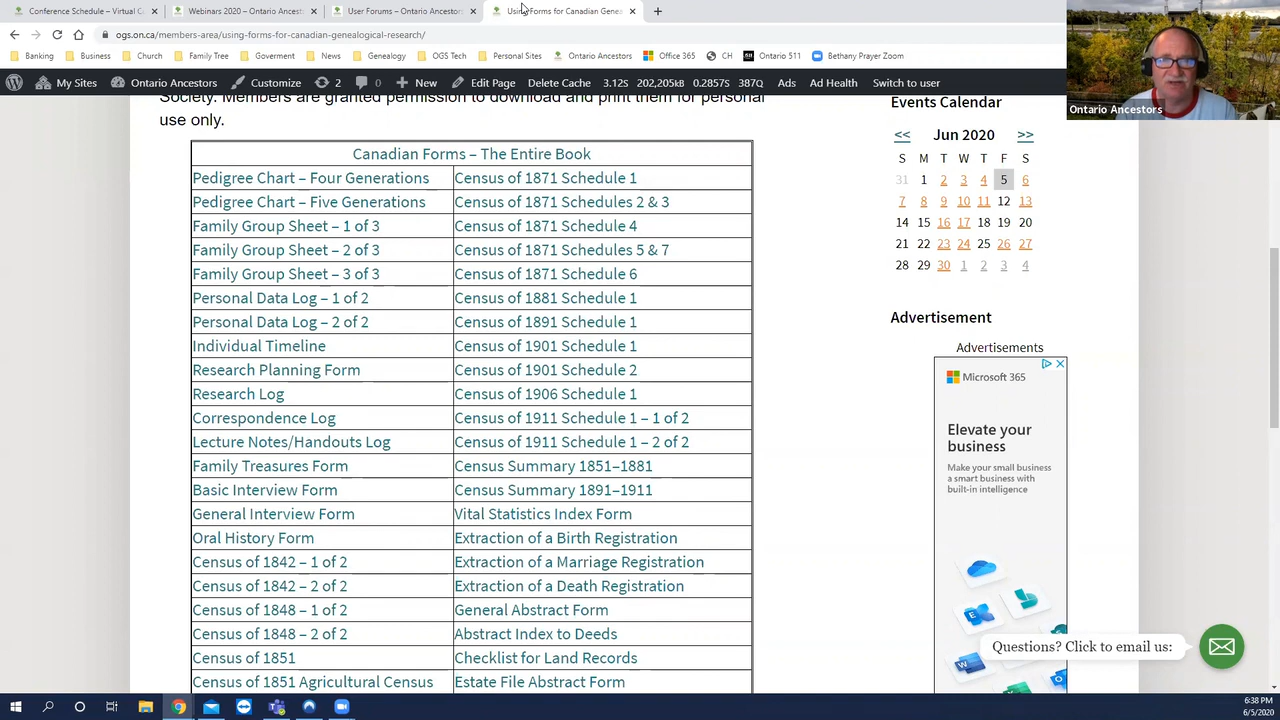 Conference Schedule – Virtual C
Webinars 2020 – Ontario Ancest
User Forums – Ontario Ancestor
Using Forms for Canadian Gene
ogs.on.ca/members-area/using-forms-for-canadian-genealogical-research/
Banking Business Church Family Tree Goverment News Genealogy OGS Tech Personal Sites Ontario Ancestors Office 365 CH Ontario 511 Bethany Prayer Zoom
My Sites Ontario Ancestors Customize 2 0 New Edit Page Delete Cache 3.12S 202,205KB 0.2857S 387Q Ads Ad Health Switch to user
Ontario Ancestors
Society. Members are granted permission to download and print them for personal
use only.
Canadian Forms – The Entire Book
Pedigree Chart – Four Generations Census of 1871 Schedule 1
Pedigree Chart – Five Generations Census of 1871 Schedules 2 & 3
Family Group Sheet – 1 of 3 Census of 1871 Schedule 4
Family Group Sheet – 2 of 3 Census of 1871 Schedules 5 & 7
Family Group Sheet – 3 of 3 Census of 1871 Schedule 6
Personal Data Log – 1 of 2 Census of 1881 Schedule 1
Personal Data Log – 2 of 2 Census of 1891 Schedule 1
Individual Timeline Census of 1901 Schedule 1
Research Planning Form Census of 1901 Schedule 2
Research Log Census of 1906 Schedule 1
Correspondence Log Census of 1911 Schedule 1 – 1 of 2
Lecture Notes/Handouts Log Census of 1911 Schedule 1 – 2 of 2
Family Treasures Form Census Summary 1851–1881
Basic Interview Form Census Summary 1891–1911
General Interview Form Vital Statistics Index Form
Oral History Form Extraction of a Birth Registration
Census of 1842 – 1 of 2 Extraction of a Marriage Registration
Census of 1842 – 2 of 2 Extraction of a Death Registration
Census of 1848 – 1 of 2 General Abstract Form
Census of 1848 – 2 of 2 Abstract Index to Deeds
Census of 1851 Checklist for Land Records
Census of 1851 Agricultural Census Estate File Abstract Form
Events Calendar
<< Jun 2020 >>
S M T W T F S
31 1 2 3 4 5 6
7 8 9 10 11 12 13
14 15 16 17 18 19 20
21 22 23 24 25 26 27
28 29 30 1 2 3 4
Advertisement
Advertisements
Microsoft 365
Elevate your
business
Make your small business
a smart business with
built-in intelligence
Questions? Click to email us:
6:38 PM
6/5/2020